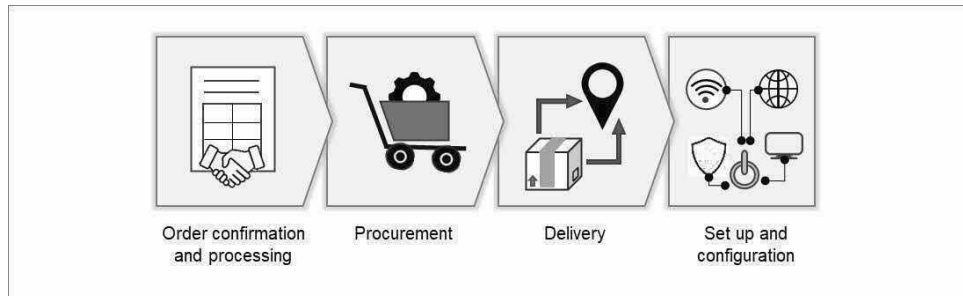 Order confirmation
and processing
Procurement
Delivery
Set up and
configuration